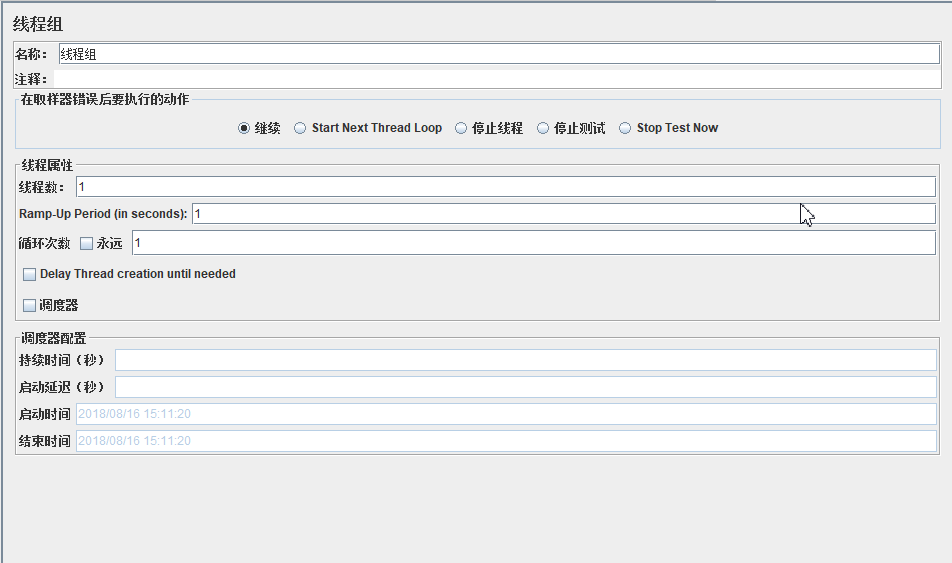 线程组
名称： 线程组
注释：
在取样器错误后要执行的动作
继续 Start Next Thread Loop 停止线程 停止测试 Stop Test Now
线程属性
线程数： 1
Ramp-Up Period (in seconds): 1
循环次数 永远 1
Delay Thread creation until needed
调度器
调度器配置
持续时间（秒）
启动延迟（秒）
启动时间 2018/08/16 15:11:20
结束时间 2018/08/16 15:11:20